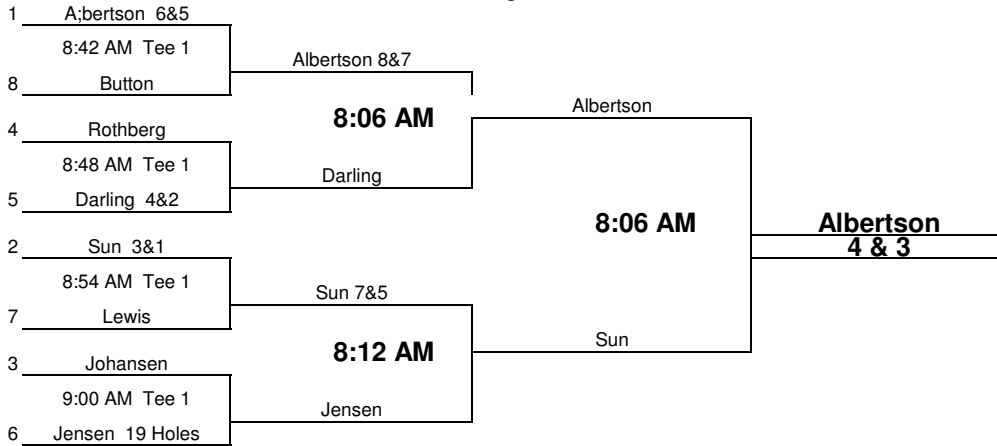 1 A;bertson 6&5
8:42 AM Tee 1
8 Button
Albertson 8&7
8:06 AM
4 Rothberg
8:48 AM Tee 1
5 Darling 4&2
Darling
Albertson
8:06 AM
2 Sun 3&1
8:54 AM Tee 1
7 Lewis
Sun 7&5
8:12 AM
3 Johansen
9:00 AM Tee 1
6 Jensen 19 Holes
Jensen
Sun
Albertson
4 & 3